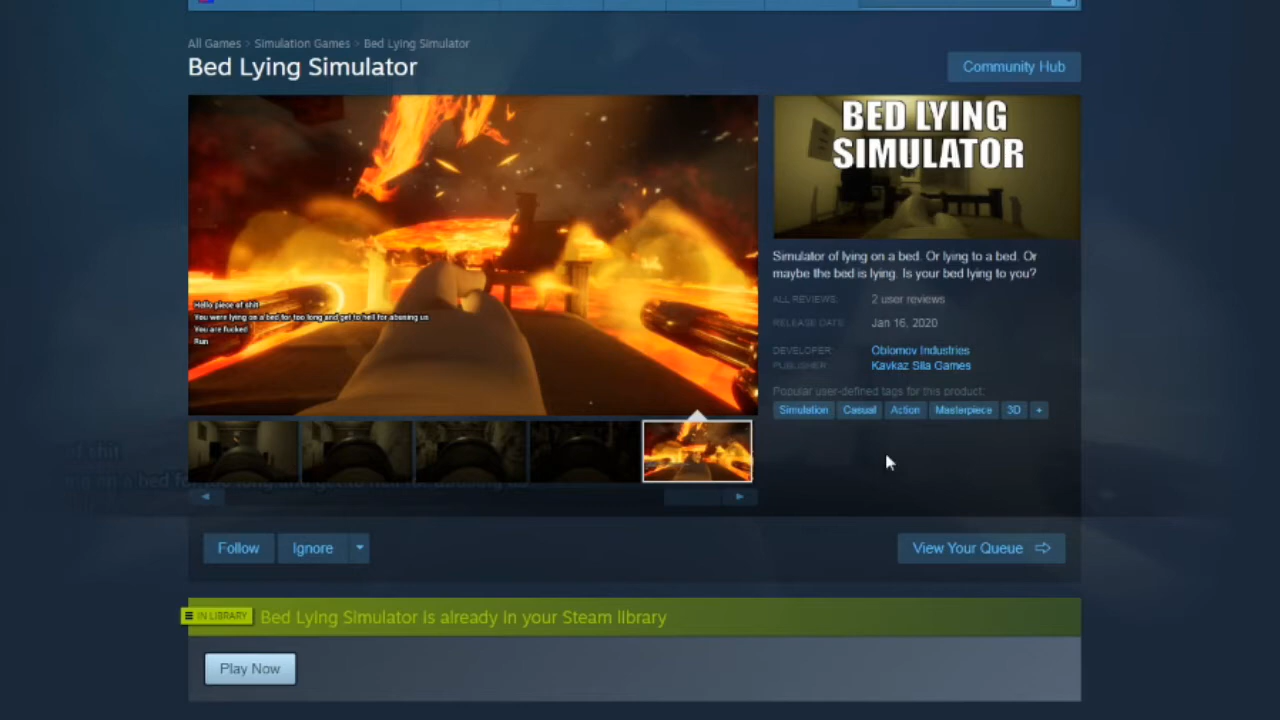 All Games > Simulation Games > Bed Lying Simulator
Bed Lying Simulator
Community Hub
BED LYING
SIMULATOR
Hello piece of shit
You were lying on a bed for too long and get to hell for abusing us
You are fucked
Run
Simulator of lying on a bed. Or lying to a bed. Or
maybe the bed is lying. Is your bed lying to you?
ALL REVIEWS: 2 user reviews
RELEASE DATE: Jan 16, 2020
DEVELOPER: Oblomov Industries
PUBLISHER: Kavkaz Sila Games
Popular user-defined tags for this product:
Simulation Casual Action Masterpiece 3D +
Follow Ignore View Your Queue
IN LIBRARY Bed Lying Simulator is already in your Steam library
Play Now